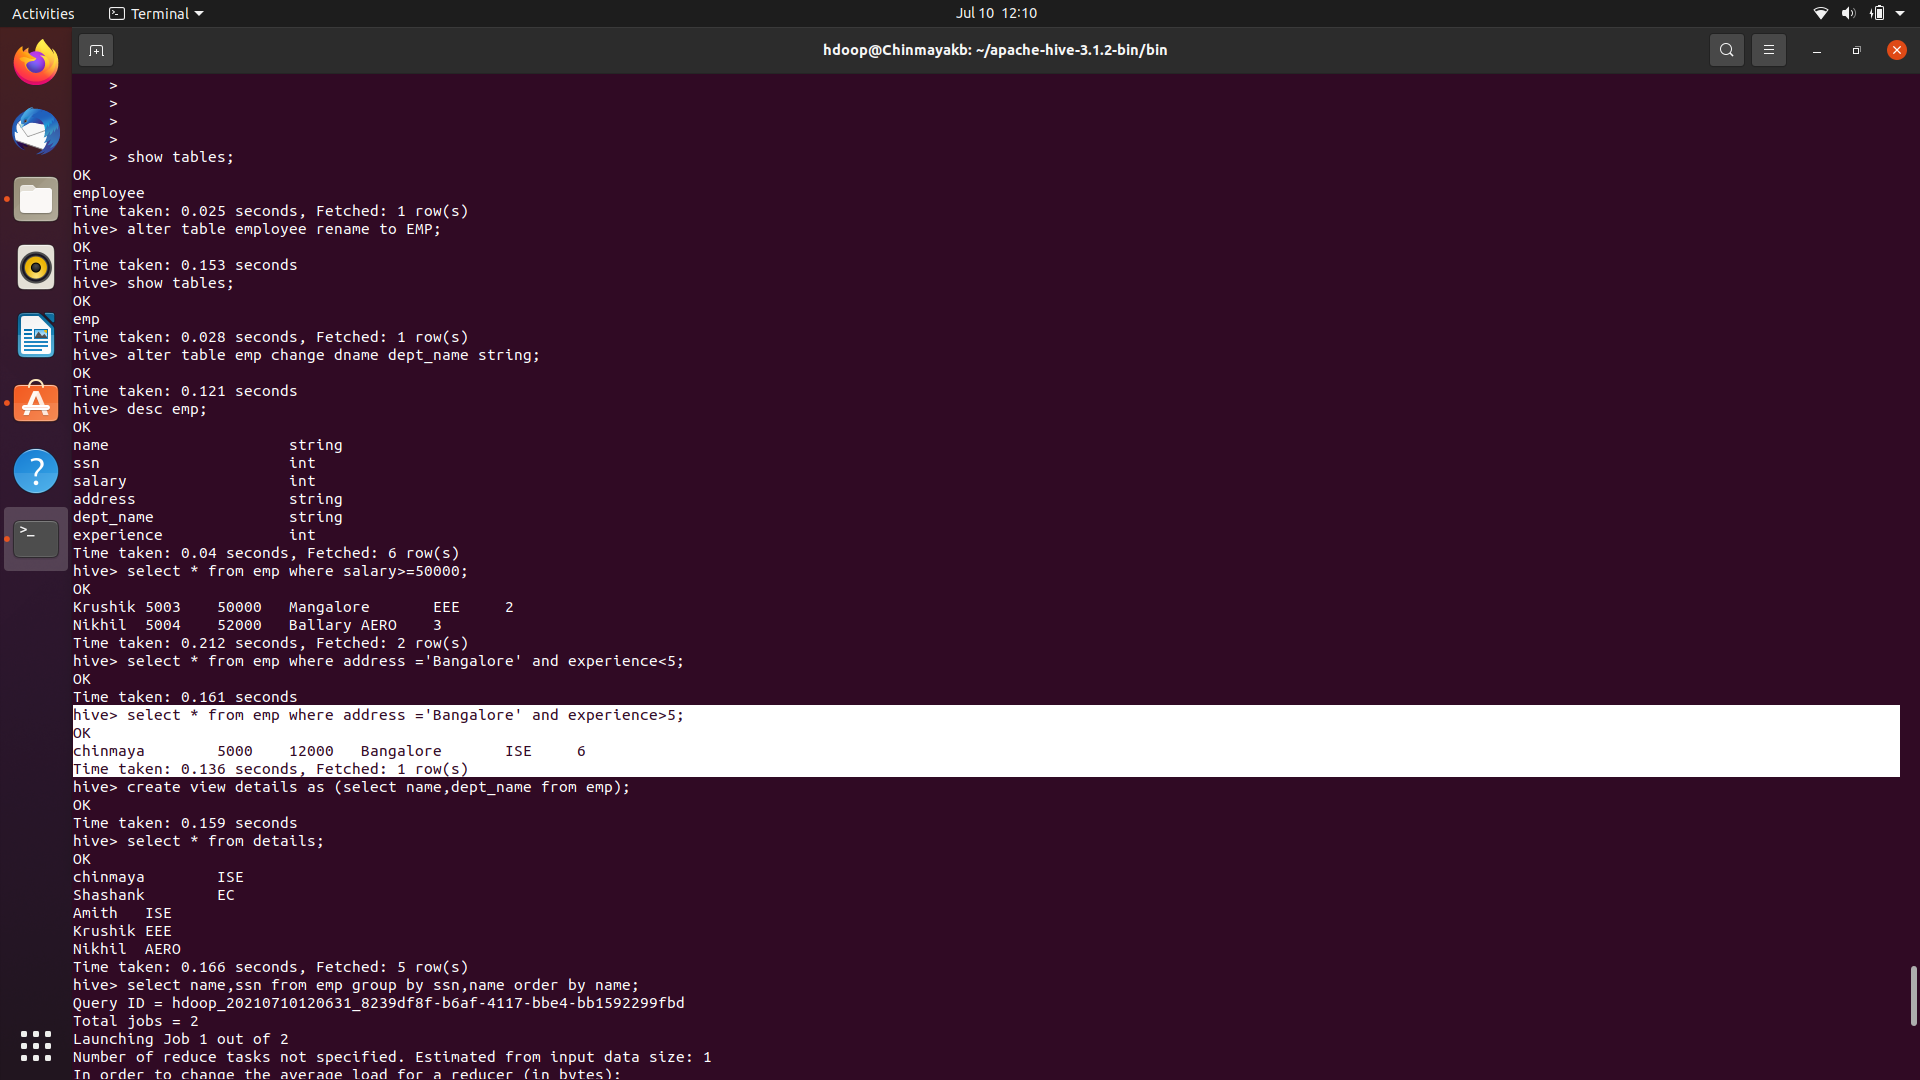 Activities
Terminal
Jul 10 12:10
hdoop@Chinmayakb: ~/apache-hive-3.1.2-bin/bin
>
>
>
>
> show tables;
OK
employee
Time taken: 0.025 seconds, Fetched: 1 row(s)
hive> alter table employee rename to EMP;
OK
Time taken: 0.153 seconds
hive> show tables;
OK
emp
Time taken: 0.028 seconds, Fetched: 1 row(s)
hive> alter table emp change dname dept_name string;
OK
Time taken: 0.121 seconds
hive> desc emp;
OK
name string
ssn int
salary int
address string
dept_name string
experience int
Time taken: 0.04 seconds, Fetched: 6 row(s)
hive> select * from emp where salary>=50000;
OK
Krushik 5003 50000 Mangalore EEE 2
Nikhil 5004 52000 Ballary AERO 3
Time taken: 0.212 seconds, Fetched: 2 row(s)
hive> select * from emp where address ='Bangalore' and experience<5;
OK
Time taken: 0.161 seconds
hive> select * from emp where address ='Bangalore' and experience>5;
OK
chinmaya 5000 12000 Bangalore ISE 6
Time taken: 0.136 seconds, Fetched: 1 row(s)
hive> create view details as (select name,dept_name from emp);
OK
Time taken: 0.159 seconds
hive> select * from details;
OK
chinmaya ISE
Shashank EC
Amith ISE
Krushik EEE
Nikhil AERO
Time taken: 0.166 seconds, Fetched: 5 row(s)
hive> select name,ssn from emp group by ssn,name order by name;
Query ID = hdoop_20210710120631_8239df8f-b6af-4117-bbe4-bb1592299fbd
Total jobs = 2
Launching Job 1 out of 2
Number of reduce tasks not specified. Estimated from input data size: 1
In order to change the average load for a reducer (in bytes):